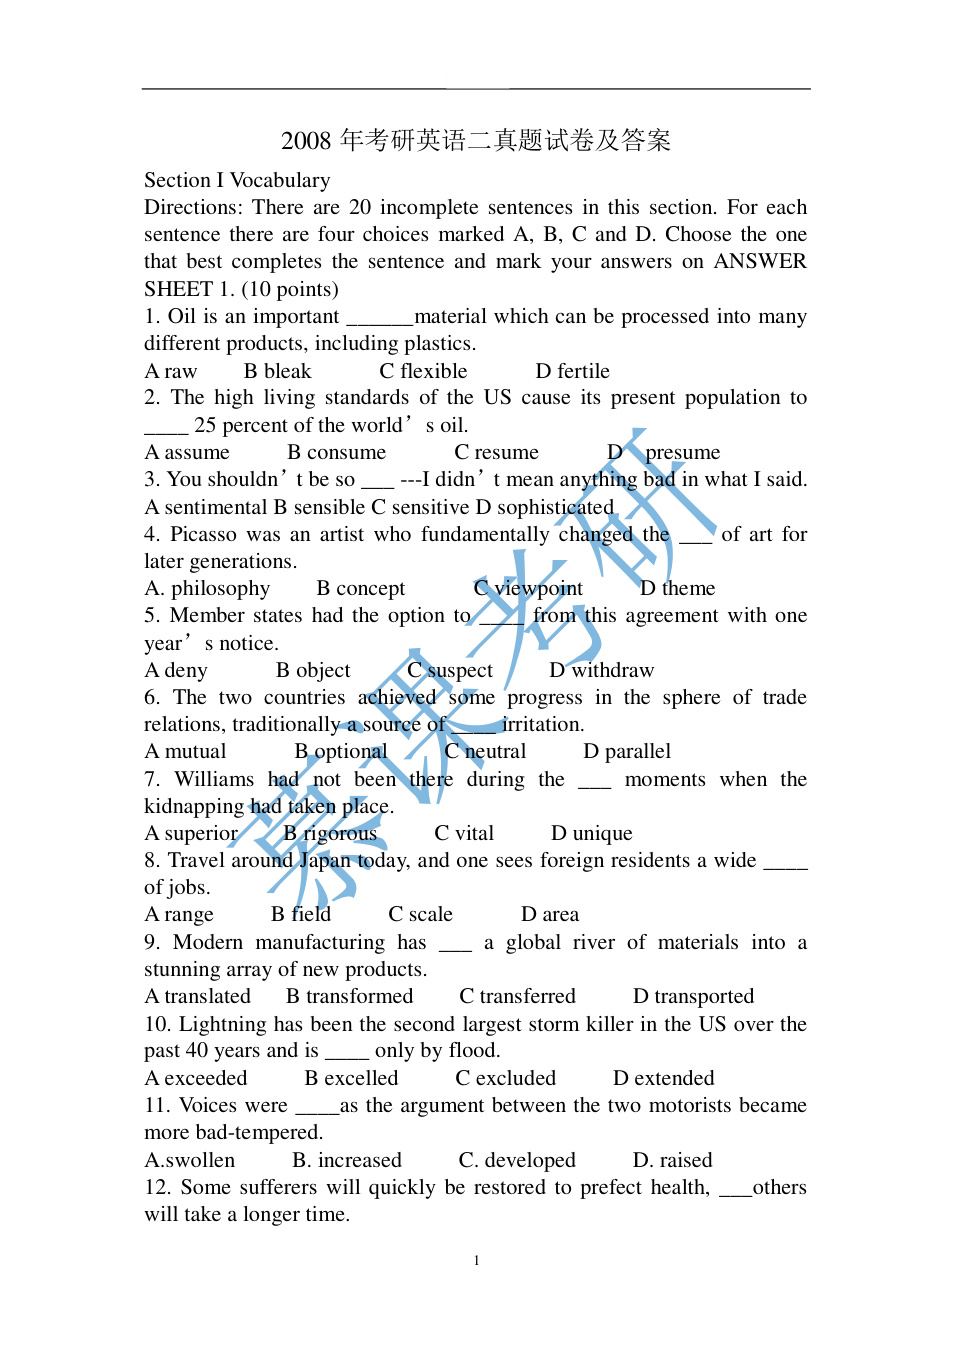 2008 年考研英语二真题试卷及答案
Section I Vocabulary
Directions: There are 20 incomplete sentences in this section. For each
sentence there are four choices marked A, B, C and D. Choose the one
that best completes the sentence and mark your answers on ANSWER
SHEET 1. (10 points)
1. Oil is an important ______material which can be processed into many
different products, including plastics.
A raw B bleak C flexible D fertile
2. The high living standards of the US cause its present population to
____ 25 percent of the world’s oil.
A assume B consume C resume D presume
3. You shouldn’t be so ___ ---I didn’t mean anything bad in what I said.
A sentimental B sensible C sensitive D sophisticated
4. Picasso was an artist who fundamentally changed the ___ of art for
later generations.
A. philosophy B concept C viewpoint D theme
5. Member states had the option to ____ from this agreement with one
year’s notice.
A deny B object C suspect D withdraw
6. The two countries achieved some progress in the sphere of trade
relations, traditionally a source of ____ irritation.
A mutual B optional C neutral D parallel
7. Williams had not been there during the ___ moments when the
kidnapping had taken place.
A superior B rigorous C vital D unique
8. Travel around Japan today, and one sees foreign residents a wide ____
of jobs.
A range B field C scale D area
9. Modern manufacturing has ___ a global river of materials into a
stunning array of new products.
A translated B transformed C transferred D transported
10. Lightning has been the second largest storm killer in the US over the
past 40 years and is ____ only by flood.
A exceeded B excelled C excluded D extended
11. Voices were ____as the argument between the two motorists became
more bad-tempered.
A.swollen B. increased C. developed D. raised
12. Some sufferers will quickly be restored to prefect health, ___others
will take a longer time.
1
慕课考研